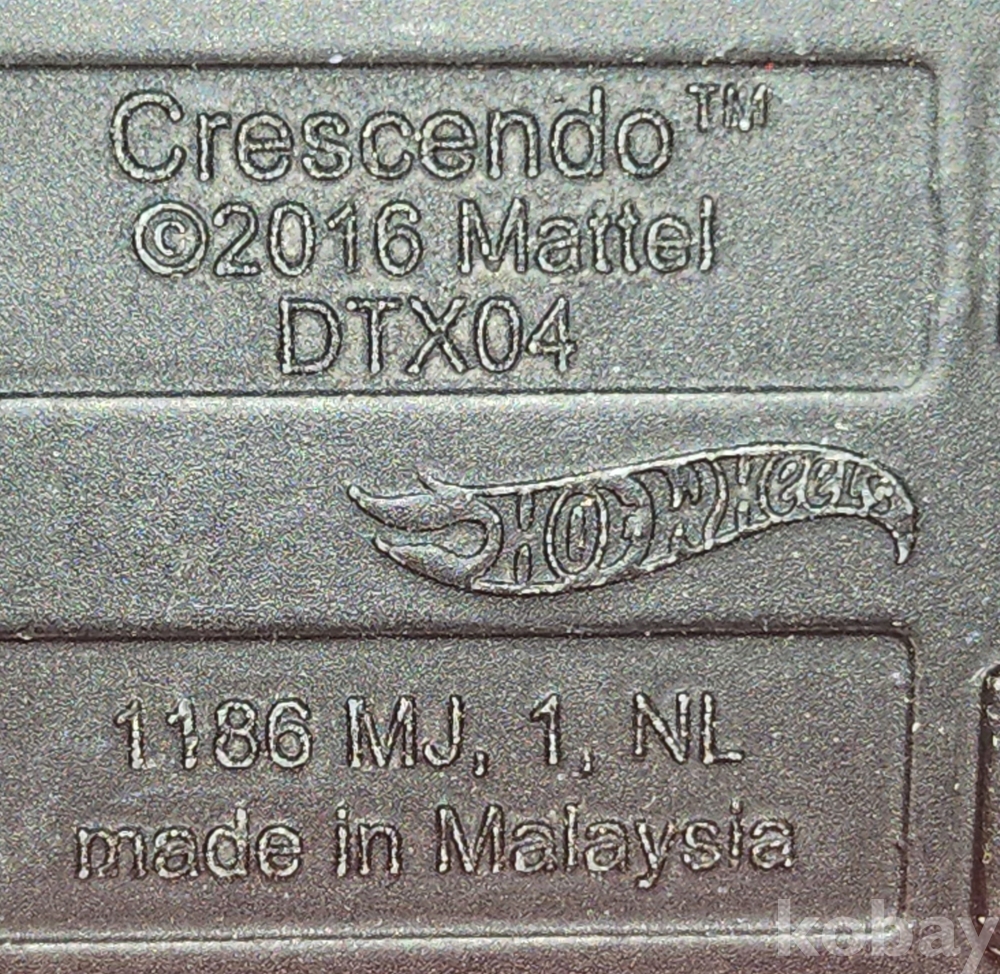 Crescendo™
©2016 Mattel
DTX04
HOT WHEELS
1186 MJ, 1, NL
made in Malaysia
kobay